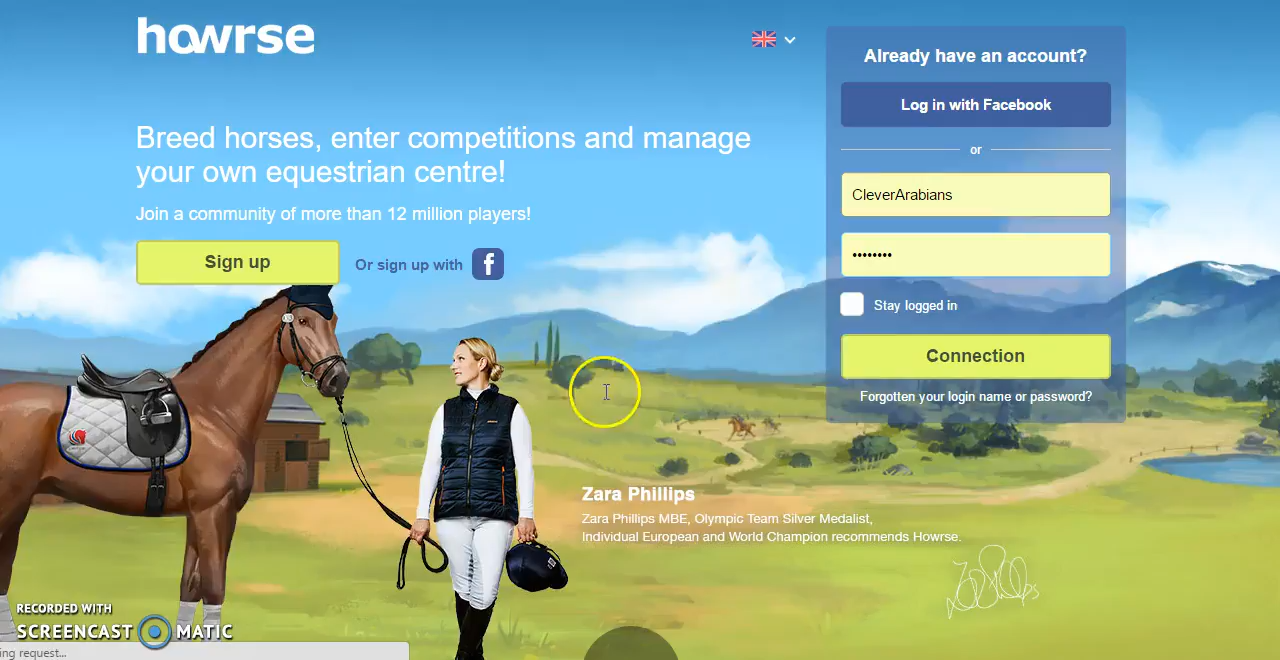 howrse
Already have an account?
Log in with Facebook
or
CleverArabians
••••••••
Stay logged in
Connection
Forgotten your login name or password?
Breed horses, enter competitions and manage
your own equestrian centre!
Join a community of more than 12 million players!
Sign up
Or sign up with f
Zara Phillips
Zara Phillips MBE, Olympic Team Silver Medalist,
Individual European and World Champion recommends Howrse.
RECORDED WITH
SCREENCAST MATIC
ing request...